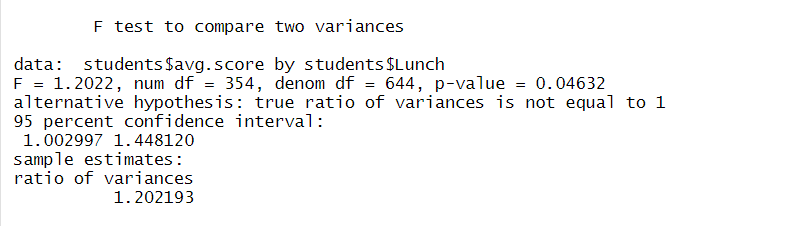 F test to compare two variances
data:  students$avg.score by students$Lunch
F = 1.2022, num df = 354, denom df = 644, p-value = 0.04632
alternative hypothesis: true ratio of variances is not equal to 1
95 percent confidence interval:
1.002997 1.448120
sample estimates:
ratio of variances
1.202193